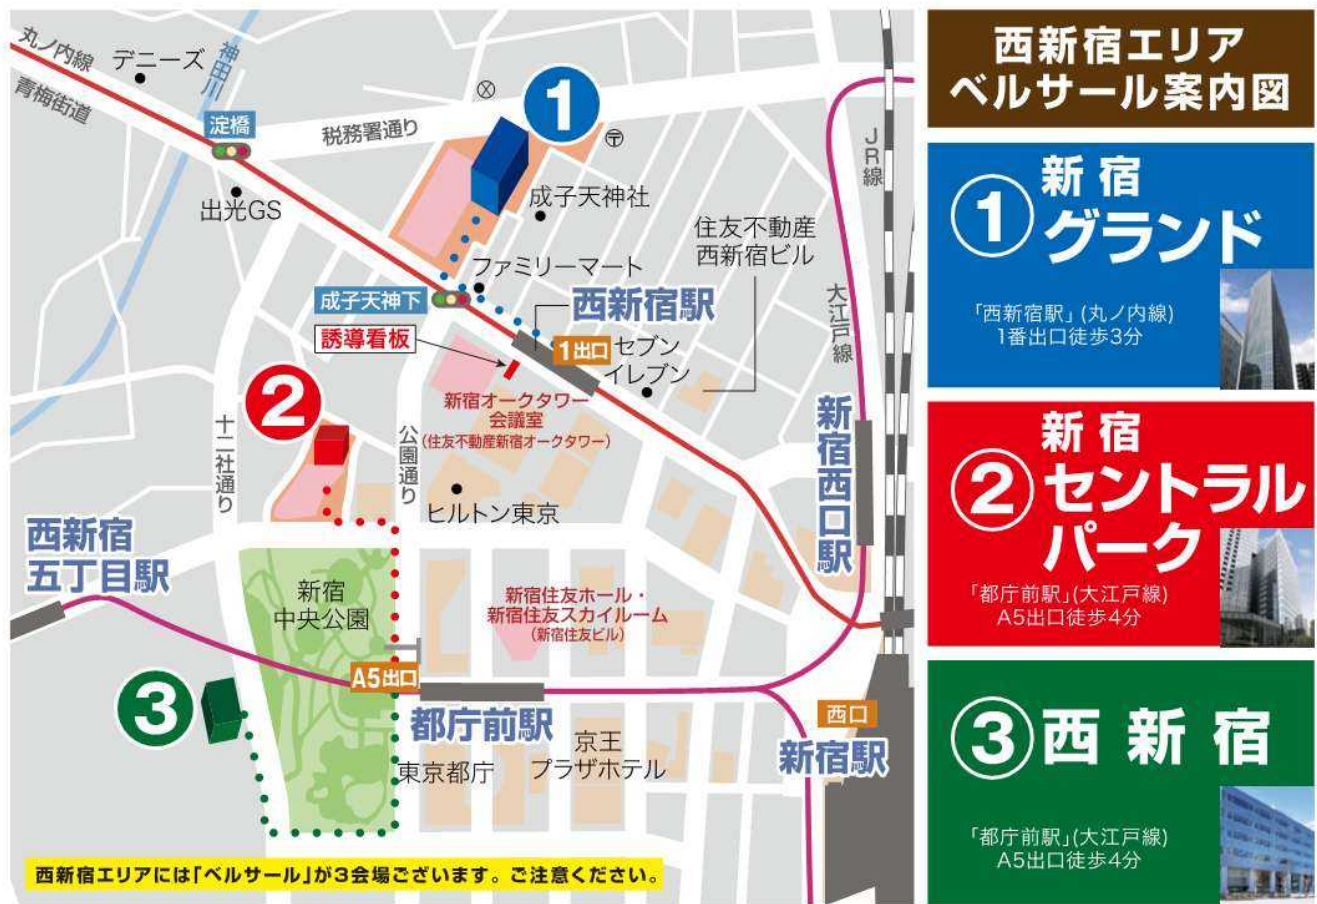 丸ノ内線
青梅街道
デニーズ
神田川
淀橋
税務署通り
1
〒
出光GS
成子天神社
ファミリーマート
成子天神下
誘導看板
西新宿駅
1出口
セブン
イレブン
住友不動産
西新宿ビル
JR線
大江戸線
新宿西口駅
2
新宿オークタワー
会議室
(住友不動産新宿オークタワー)
十二社通り
公園通り
ヒルトン東京
西新宿
五丁目駅
新宿
中央公園
新宿住友ホール・
新宿住友スカイルーム
(新宿住友ビル)
A5出口
3
都庁前駅
東京都庁
京王
プラザホテル
西口
新宿駅
西新宿エリアには「ベルサール」が3会場ございます。ご注意ください。
西新宿エリア
ベルサール案内図
① 新宿
グランド
「西新宿駅」(丸ノ内線)
1番出口徒歩3分
② 新宿
セントラル
パーク
「都庁前駅」(大江戸線)
A5出口徒歩4分
③ 西新宿
「都庁前駅」(大江戸線)
A5出口徒歩4分